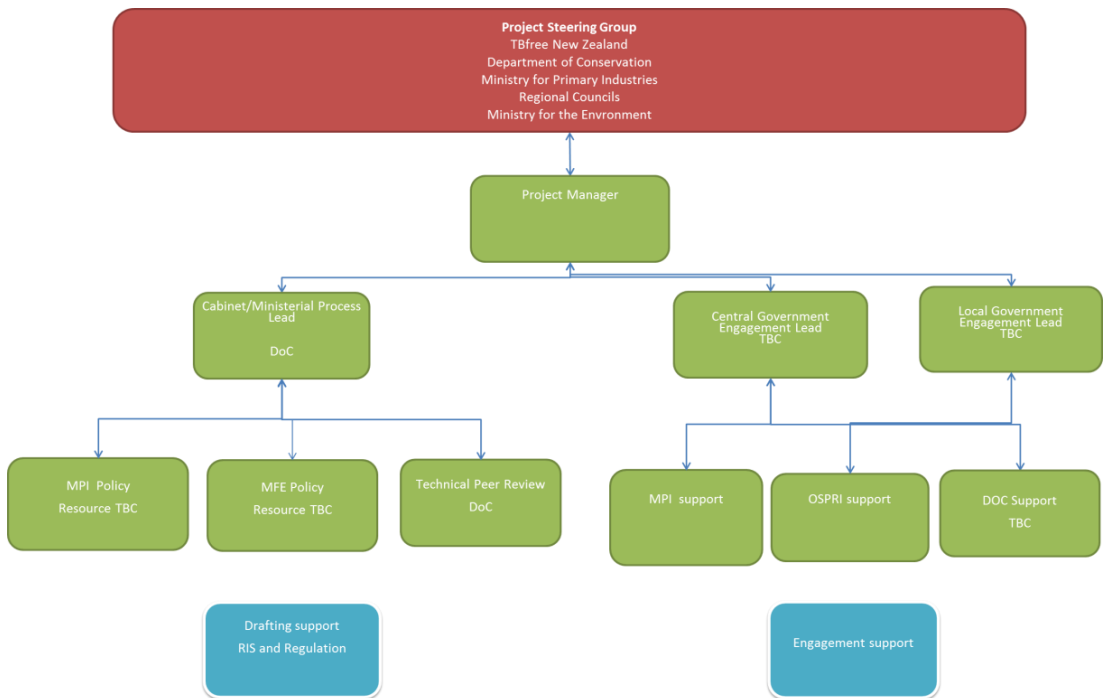 Project Steering Group
TBfree New Zealand
Department of Conservation
Ministry for Primary Industries
Regional Councils
Ministry for the Envronment
Project Manager
Cabinet/Ministerial Process
Lead
DoC
Central Government
Engagement Lead
TBC
Local Government
Engagement Lead
TBC
MPI Policy
Resource TBC
MFE Policy
Resource TBC
Technical Peer Review
DoC
MPI support
OSPRI support
DOC Support
TBC
Drafting support
RIS and Regulation
Engagement support